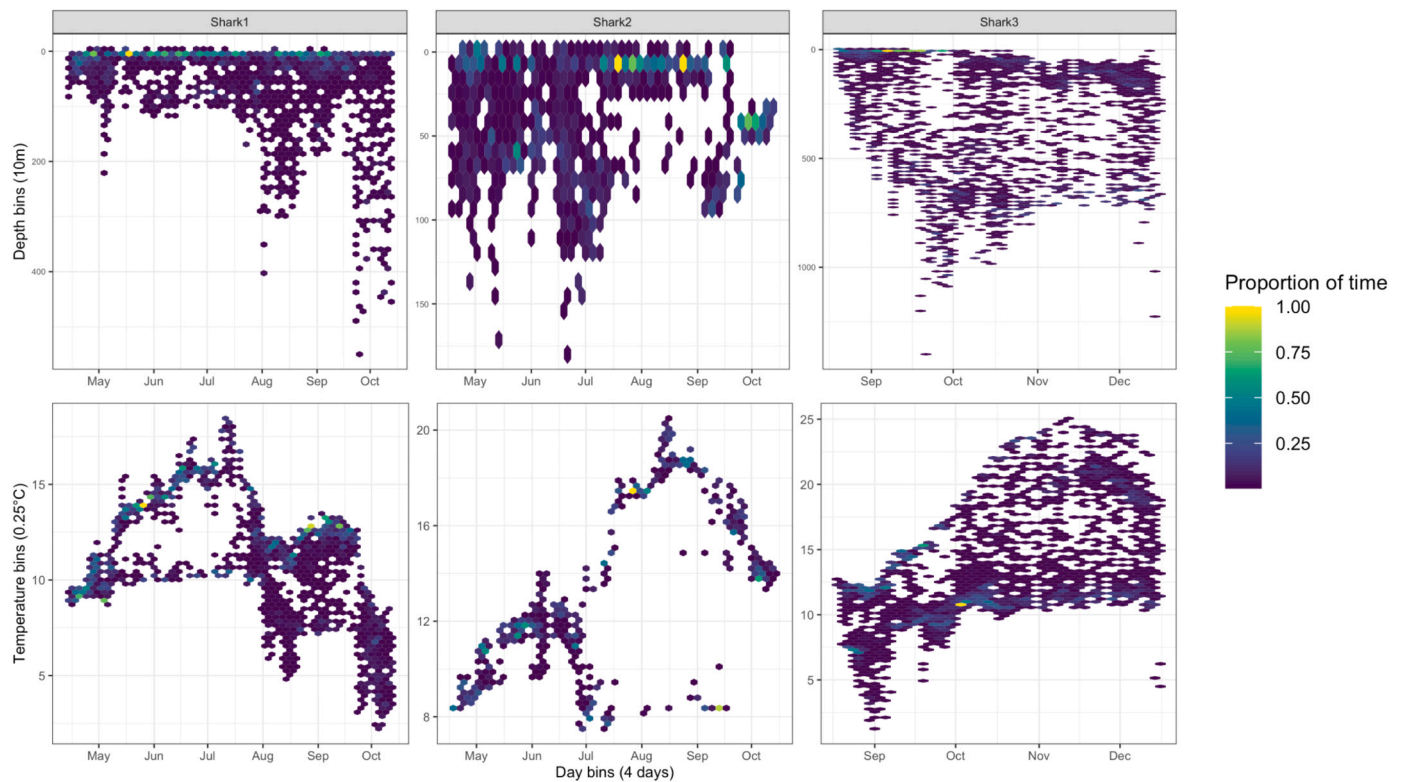 Shark1
Shark2
Shark3
Depth bins (10m)
0
200
400
0
50
100
150
0
500
1000
May Jun Jul Aug Sep Oct
May Jun Jul Aug Sep Oct
Sep Oct Nov Dec
Temperature bins (0.25°C)
15
10
5
20
16
12
8
25
20
15
10
5
May Jun Jul Aug Sep Oct
May Jun Jul Aug Sep Oct
Sep Oct Nov Dec
Day bins (4 days)
Proportion of time
1.00
0.75
0.50
0.25